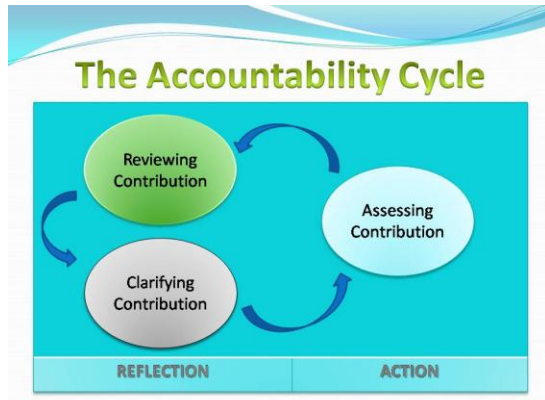 The Accountability Cycle
Reviewing
Contribution
Assessing
Contribution
Clarifying
Contribution
REFLECTION
ACTION